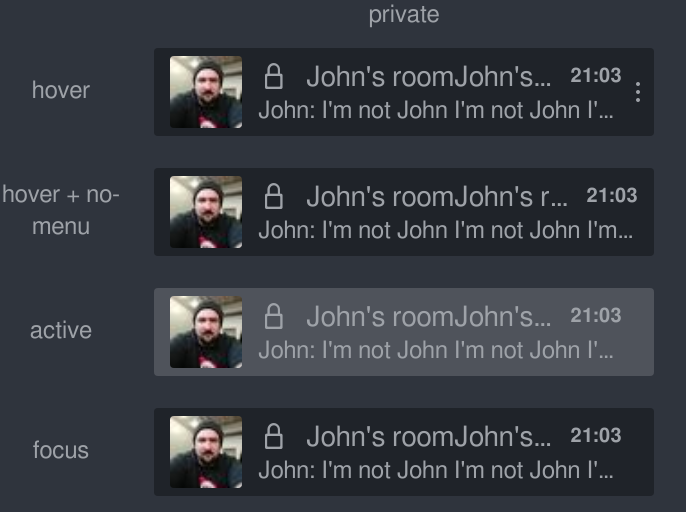 private
hover
John's roomJohn's... 21:03
John: I'm not John I'm not John I'...
hover + no-
menu
John's roomJohn's r... 21:03
John: I'm not John I'm not John I'm...
active
John's roomJohn's... 21:03
John: I'm not John I'm not John I'...
focus
John's roomJohn's... 21:03
John: I'm not John I'm not John I'...